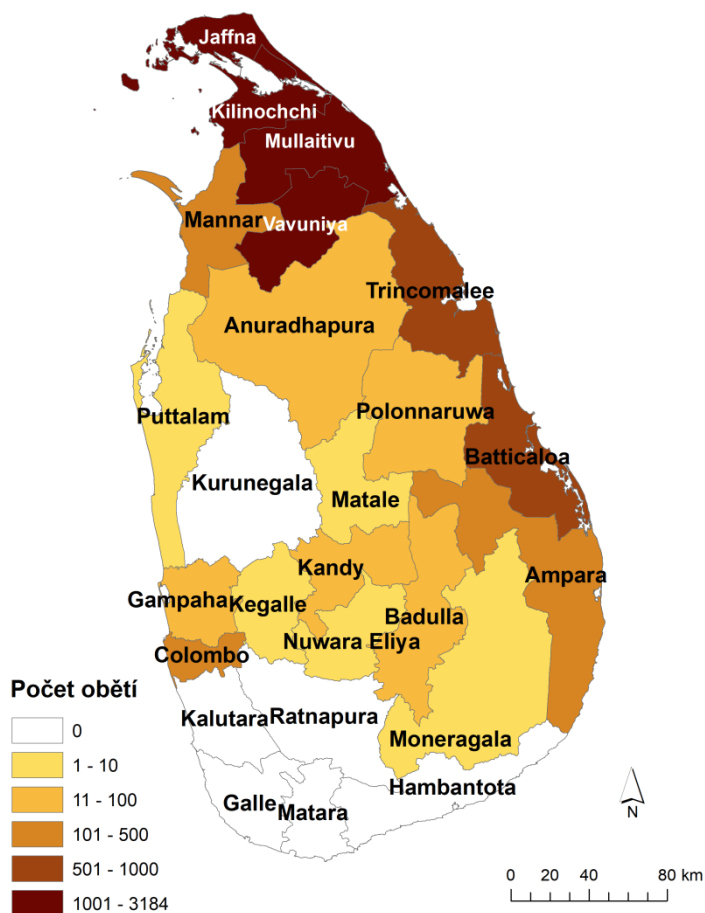 Jaffna
Kilinochchi
Mullaitivu
Mannar
Vavuniya
Trincomalee
Anuradhapura
Puttalam
Polonnaruwa
Batticaloa
Kurunegala
Matale
Kandy
Ampara
Gampaha
Kegalle
Badulla
Nuwara Eliya
Colombo
Počet obětí
0
1 - 10
11 - 100
101 - 500
501 - 1000
1001 - 3184
Kalutara
Ratnapura
Moneragala
Hambantota
Galle
Matara
N
0 20 40 80 km